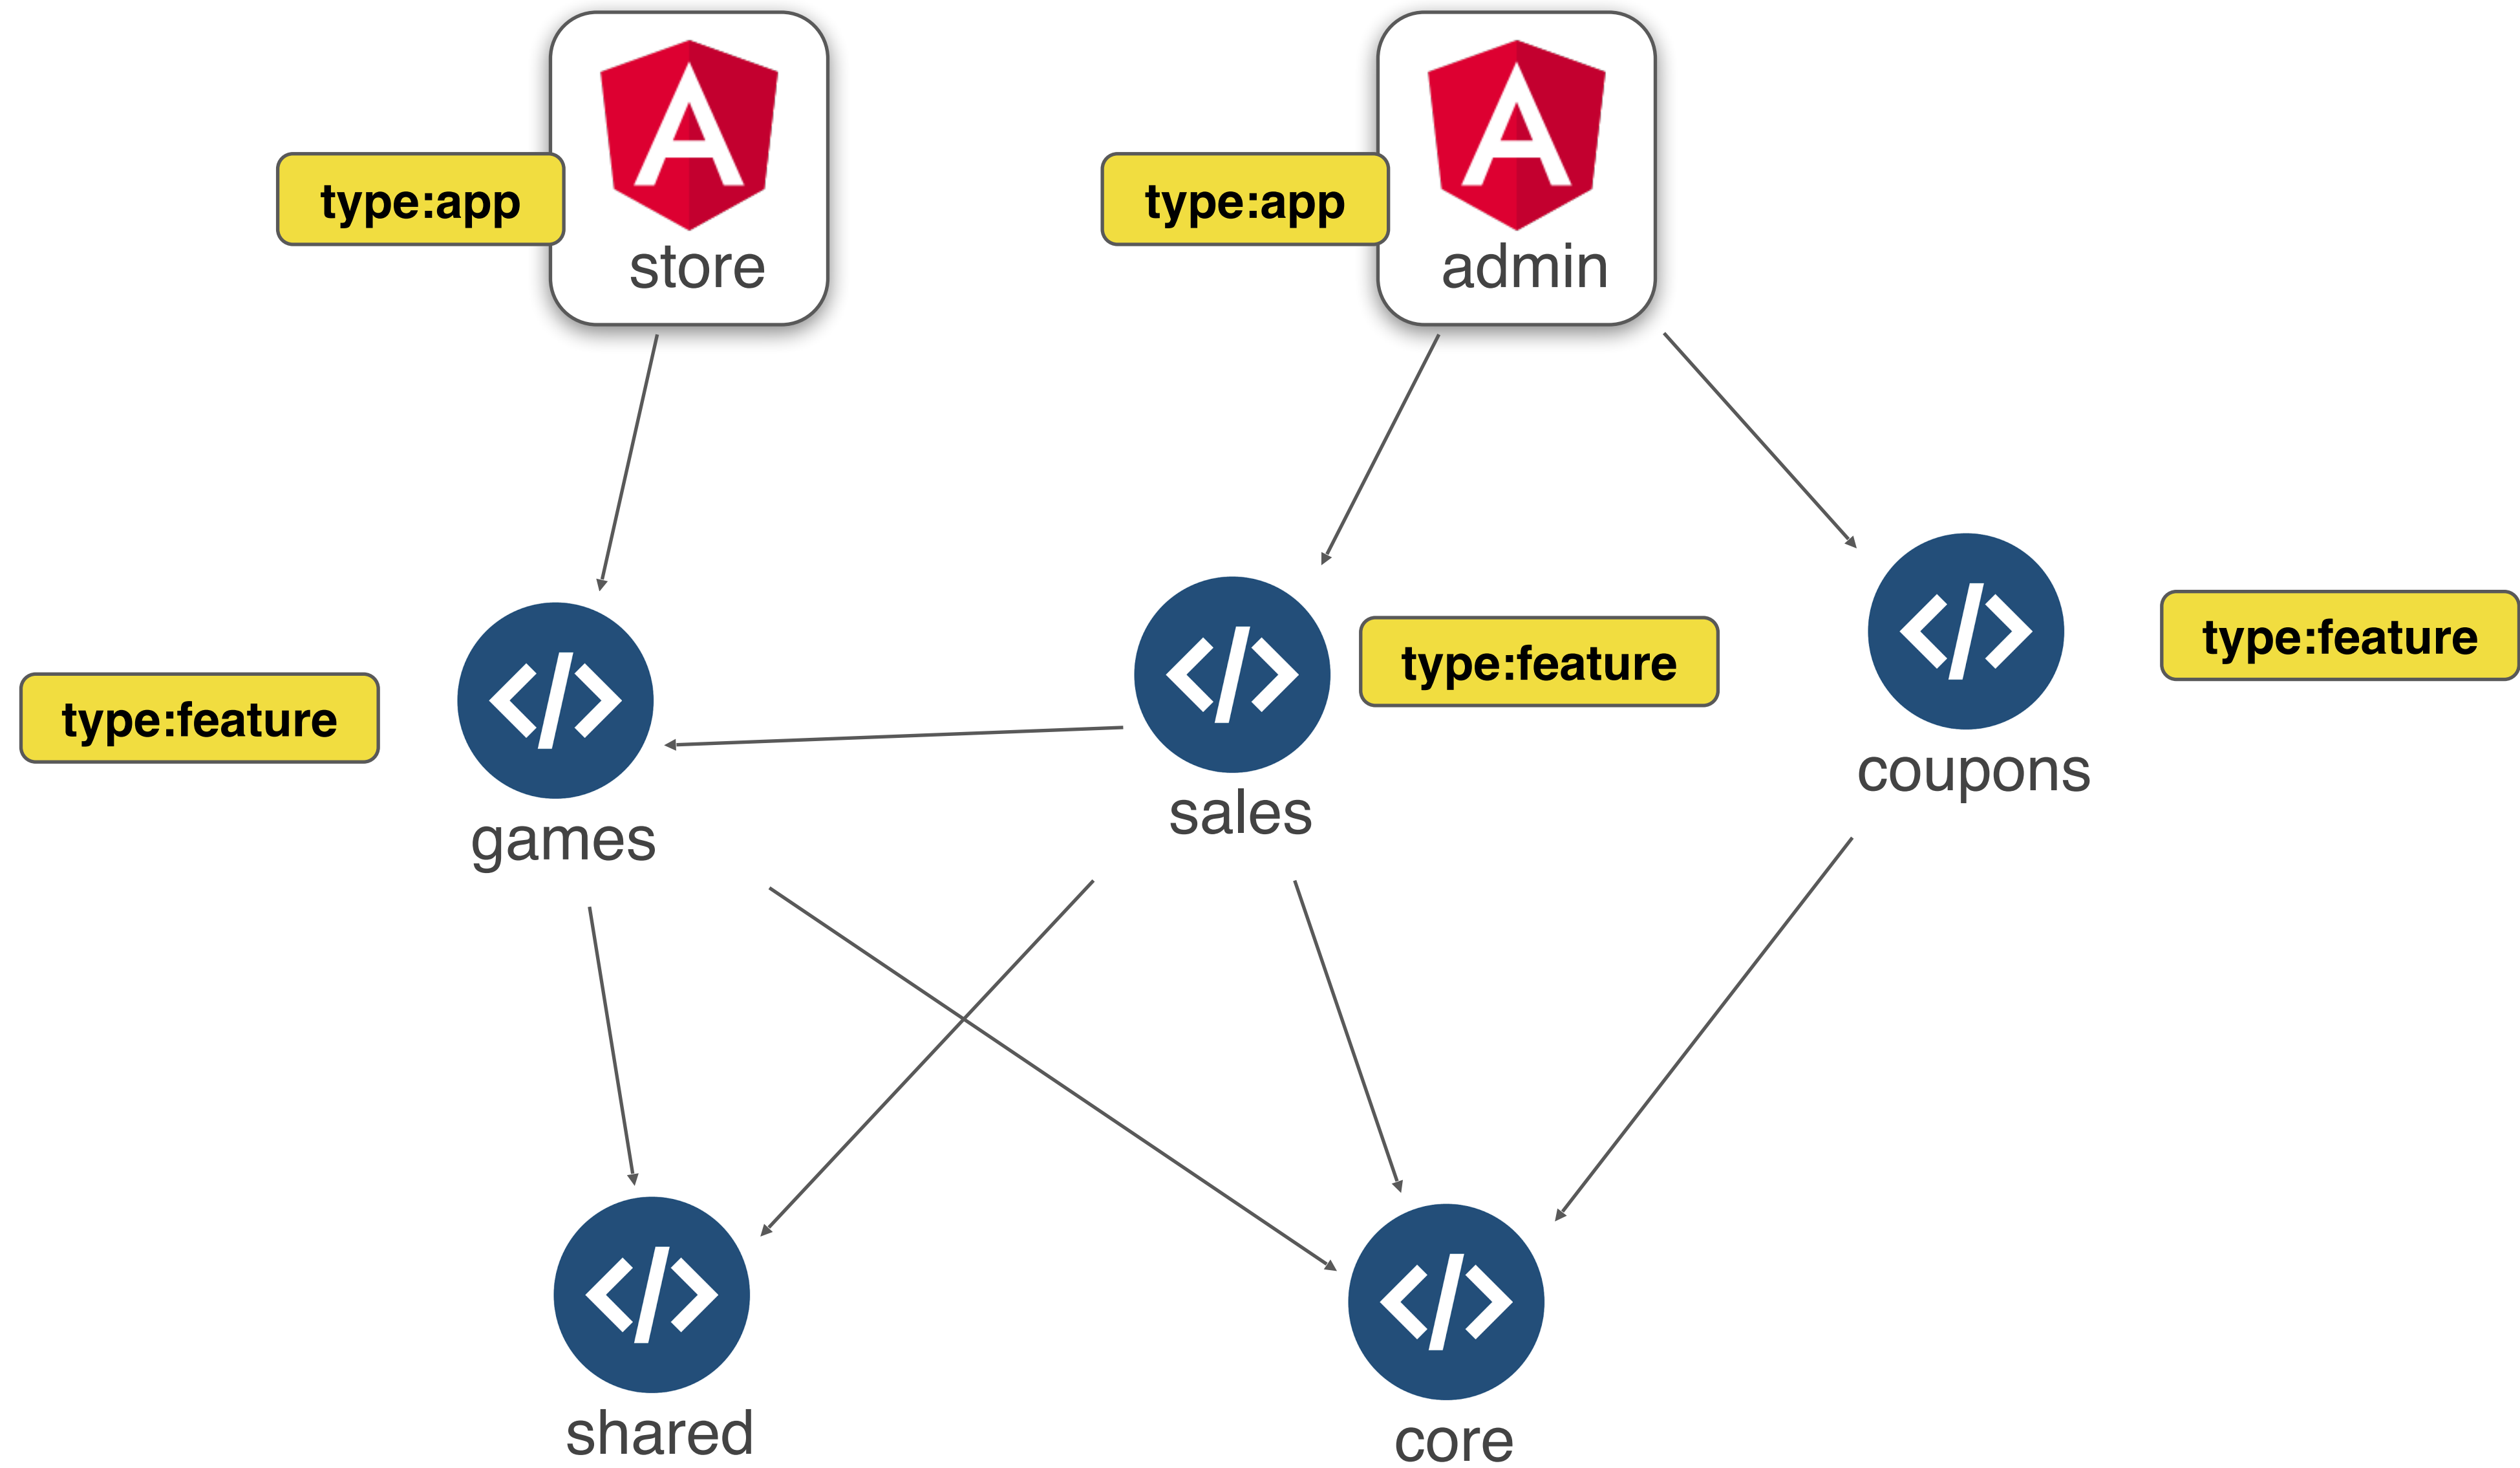 type:app
store
type:app
admin
type:feature
games
sales
type:feature
coupons
type:feature
shared
core